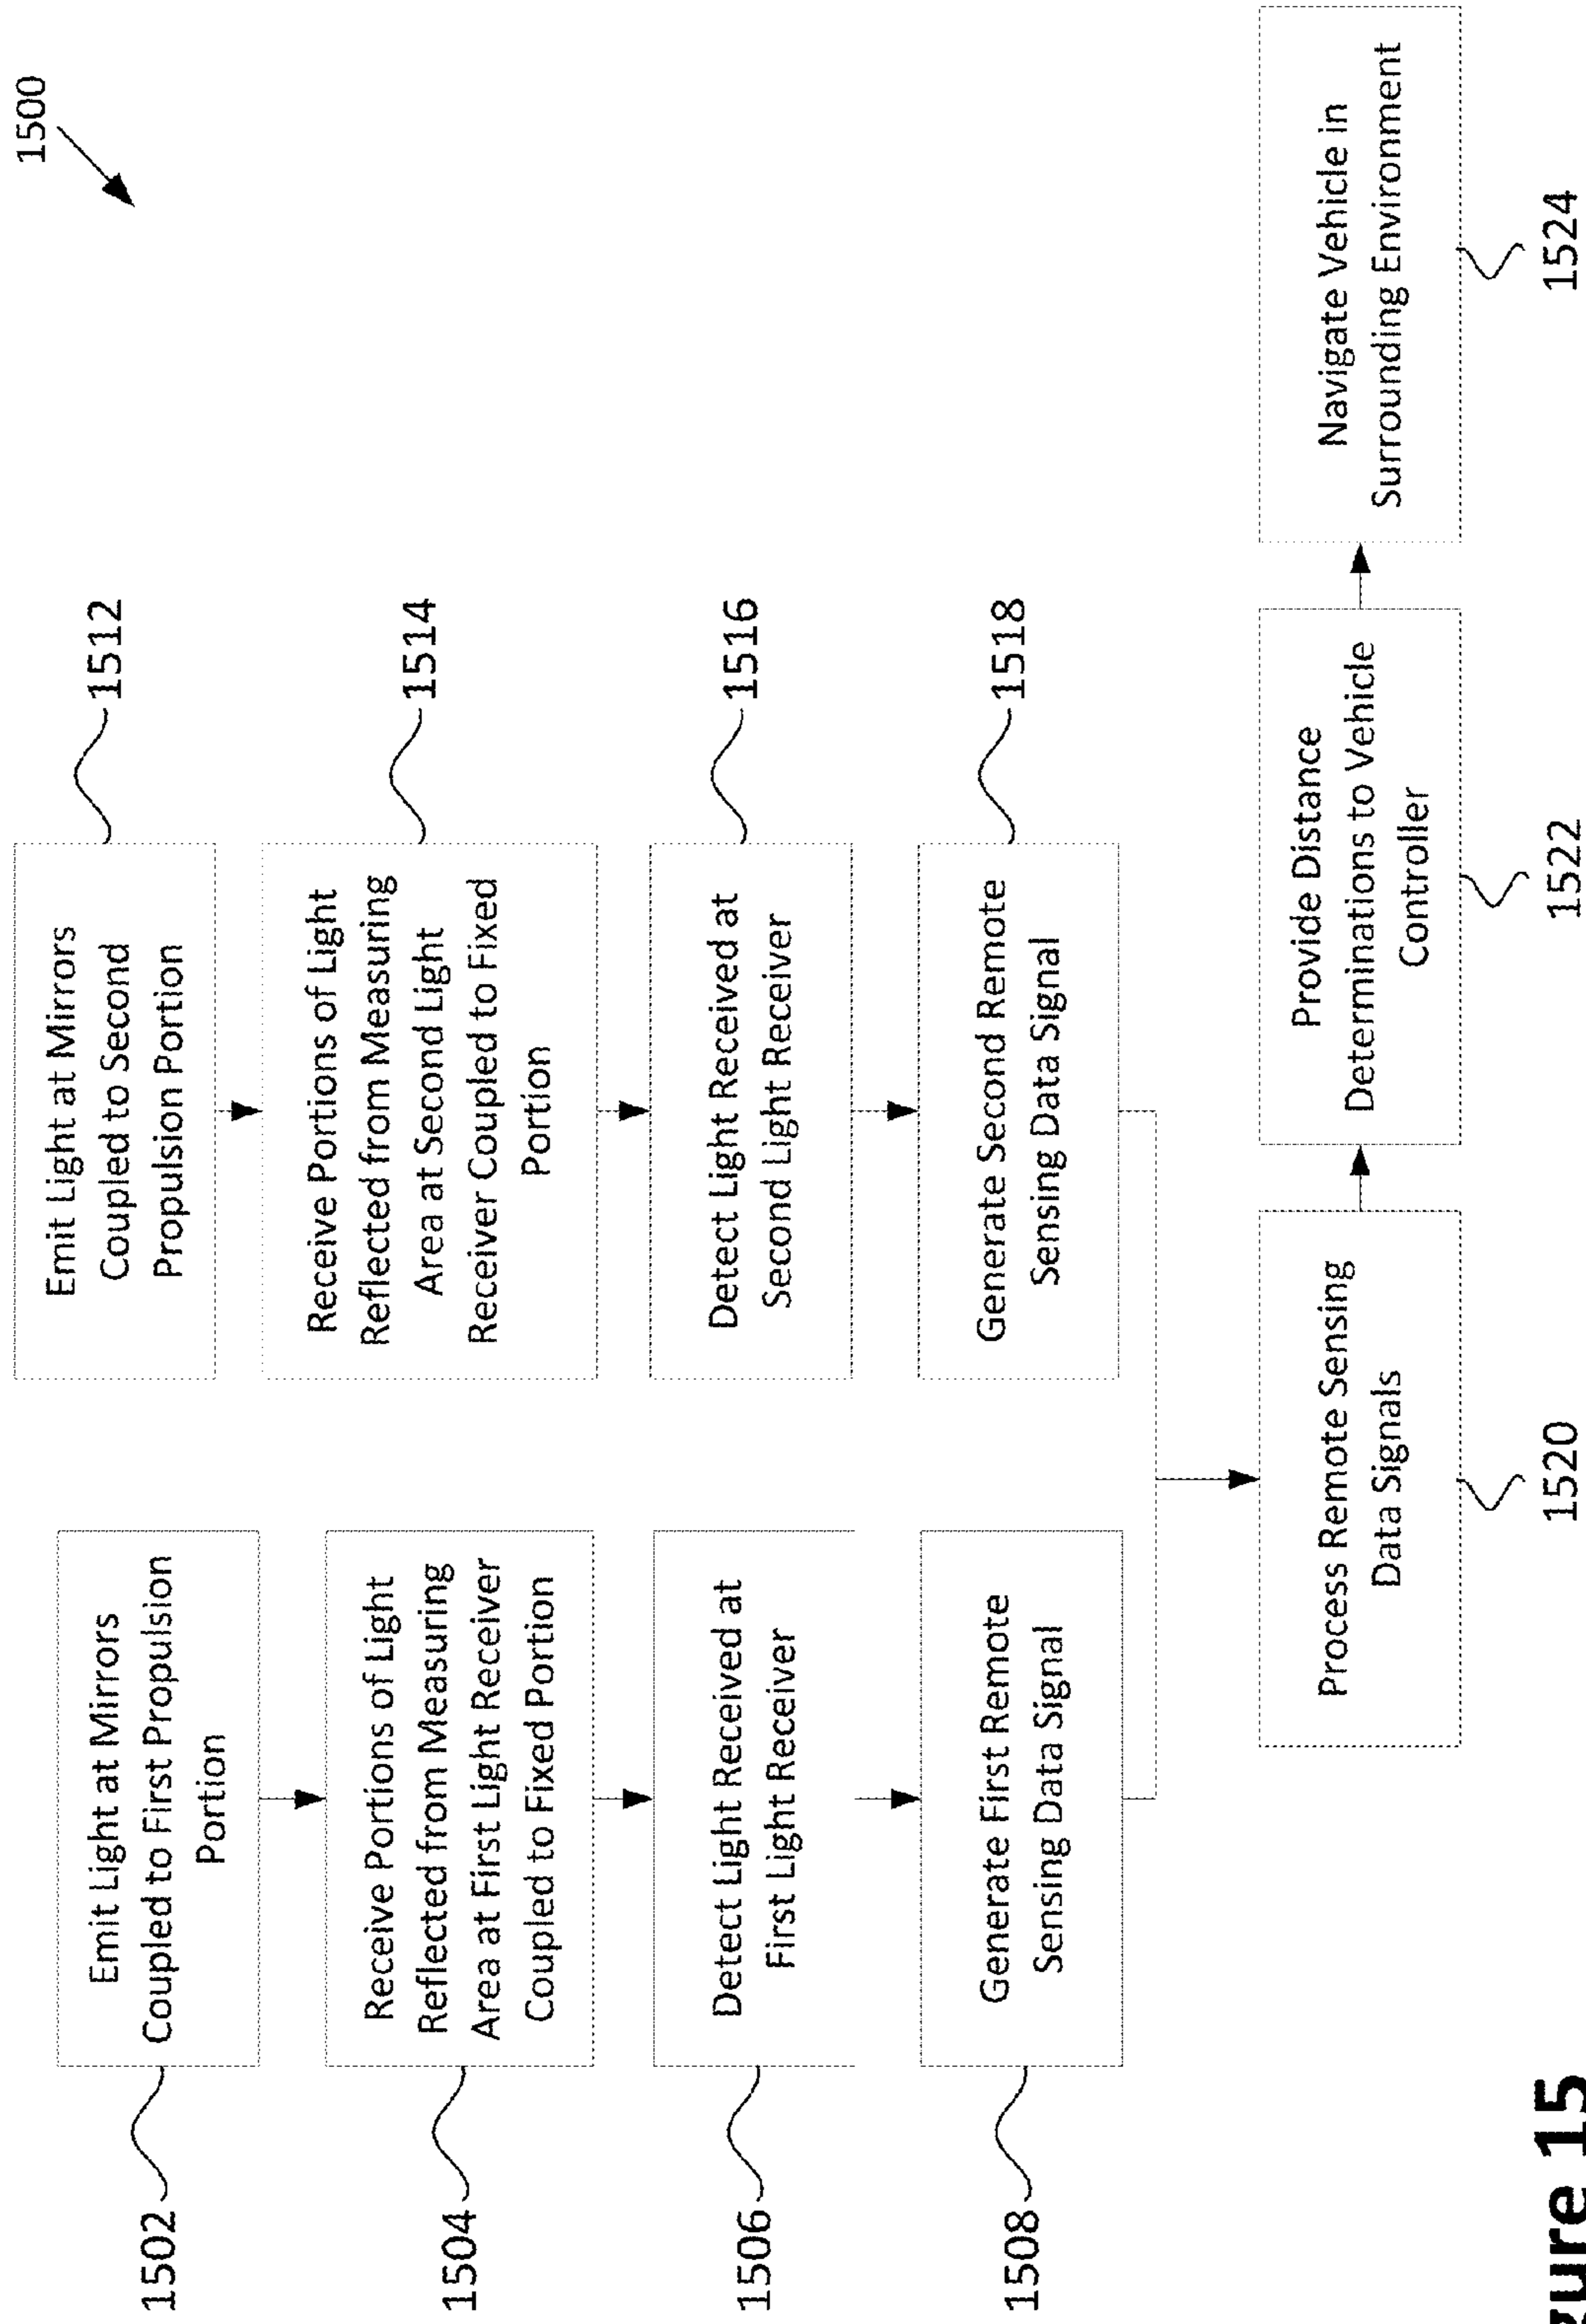 1500
Emit Light at Mirrors
Coupled to First Propulsion
Portion
1502
Receive Portions of Light
Reflected from Measuring
Area at First Light Receiver
Coupled to Fixed Portion
1504
Detect Light Received at
First Light Receiver
1506
Generate First Remote
Sensing Data Signal
1508
Emit Light at Mirrors
Coupled to Second
Propulsion Portion
1512
Receive Portions of Light
Reflected from Measuring
Area at Second Light
Receiver Coupled to Fixed
Portion
1514
Detect Light Received at
Second Light Receiver
1516
Generate Second Remote
Sensing Data Signal
1518
Process Remote Sensing
Data Signals
1520
Provide Distance
Determinations to Vehicle
Controller
1522
Navigate Vehicle in
Surrounding Environment
1524
gure 15